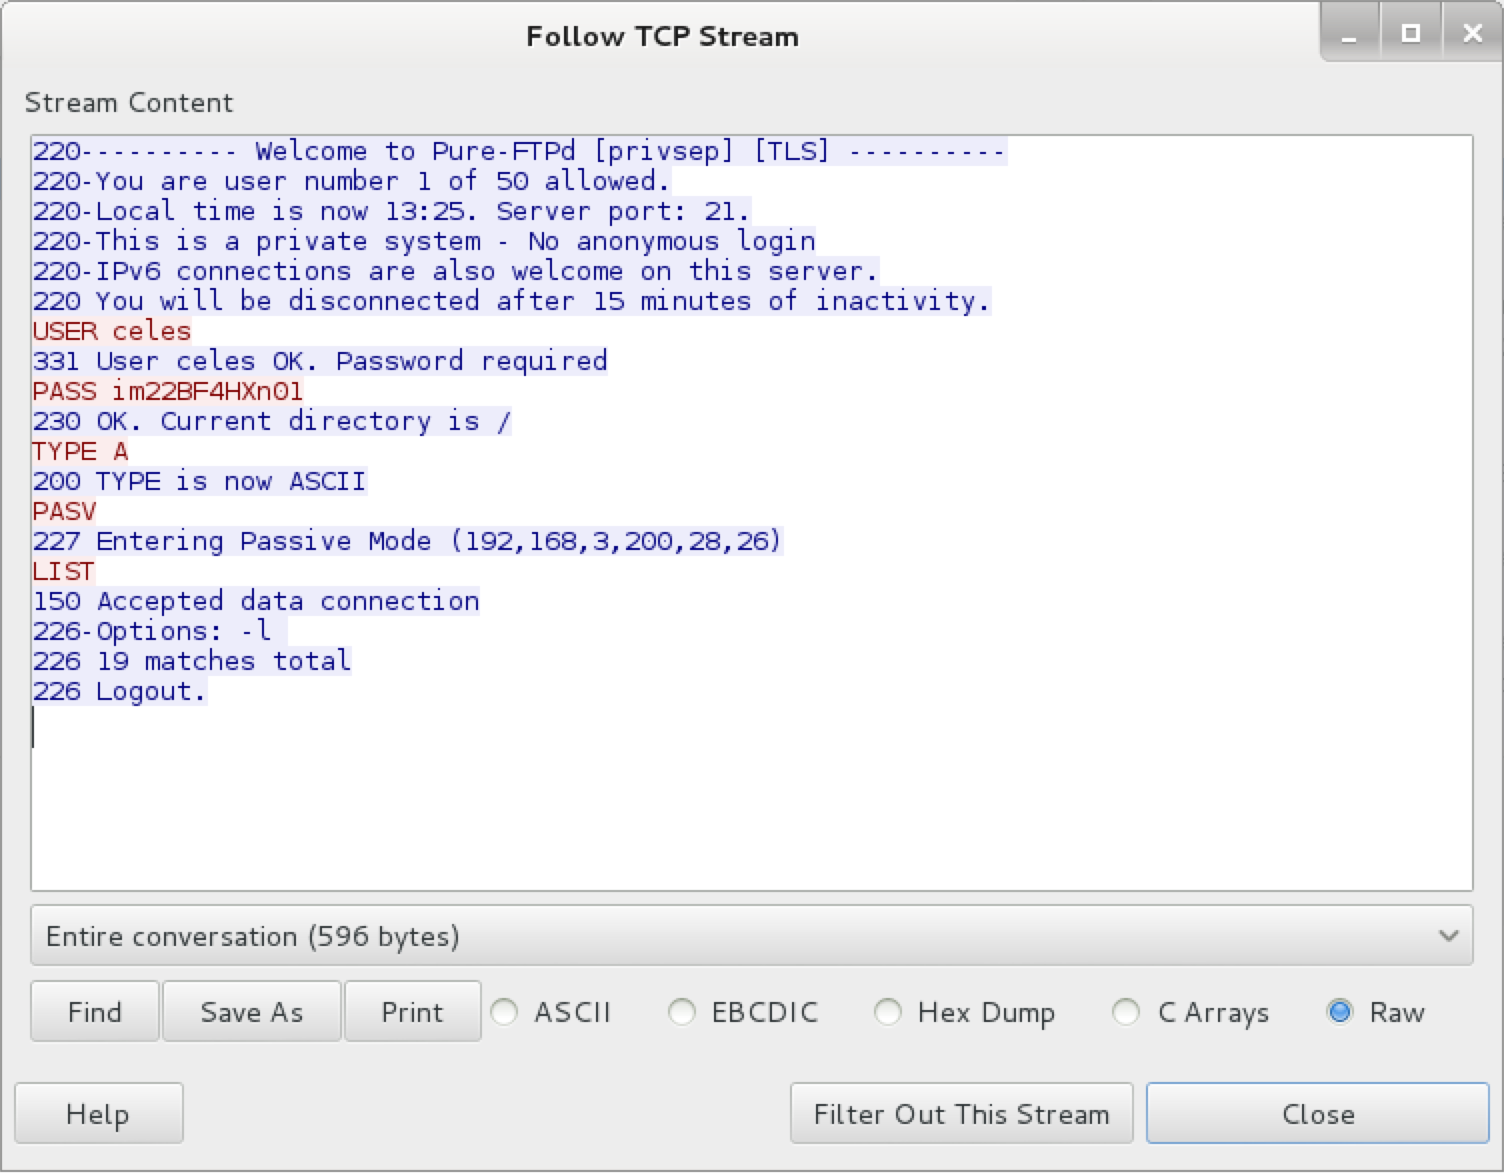 Follow TCP Stream
Stream Content
220---------- Welcome to Pure-FTPd [privsep] [TLS] ----------
220-You are user number 1 of 50 allowed.
220-Local time is now 13:25. Server port: 21.
220-This is a private system - No anonymous login
220-IPv6 connections are also welcome on this server.
220 You will be disconnected after 15 minutes of inactivity.
USER celes
331 User celes OK. Password required
PASS im22BF4HXn01
230 OK. Current directory is /
TYPE A
200 TYPE is now ASCII
PASV
227 Entering Passive Mode (192,168,3,200,28,26)
LIST
150 Accepted data connection
226-Options: -l
226 19 matches total
226 Logout.
Entire conversation (596 bytes)
Find Save As Print ASCII EBCDIC Hex Dump C Arrays Raw
Help Filter Out This Stream Close